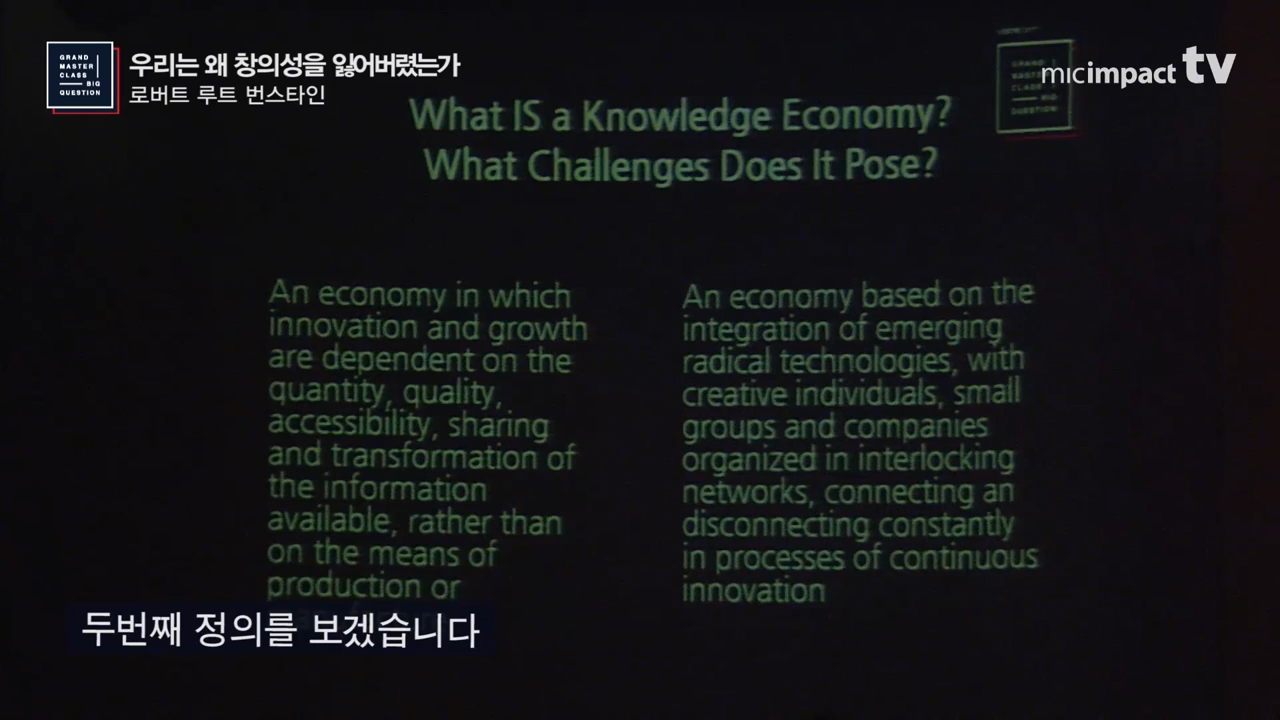 GRAND
MASTER
CLASS
BIG
QUESTION
우리는 왜 창의성을 잃어버렸는가
로버트 루트 번스타인
micimpact tv
GRAND
MASTER
CLASS
BIG
QUESTION
What IS a Knowledge Economy?
What Challenges Does It Pose?
An economy in which
innovation and growth
are dependent on the
quantity, quality,
accessibility, sharing
and transformation of
the information
available, rather than
on the means of
production or
An economy based on the
integration of emerging
radical technologies, with
creative individuals, small
groups and companies
organized in interlocking
networks, connecting an
disconnecting constantly
in processes of continuous
innovation
두번째 정의를 보겠습니다